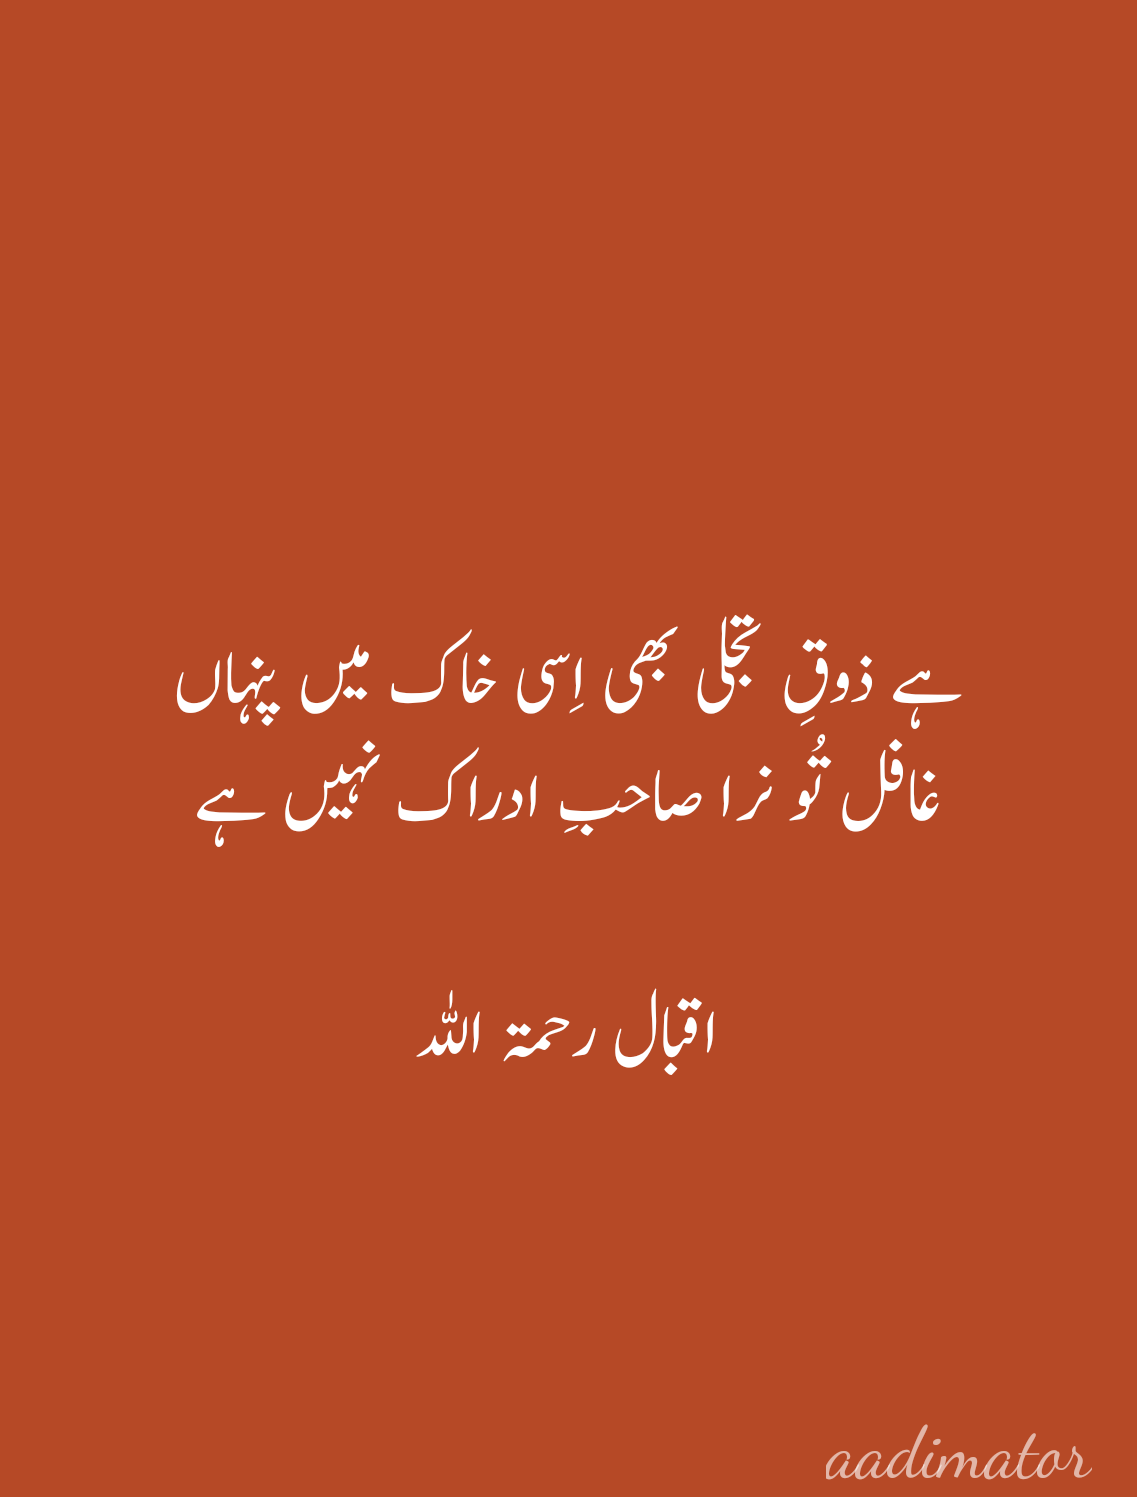 ہے ذوقِ تجلی بھی اِسی خاک میں پنہاں
غافل تُو نرا صاحبِ ادراک نہیں ہے
اقبال رحمۃ اللہ
aadimator